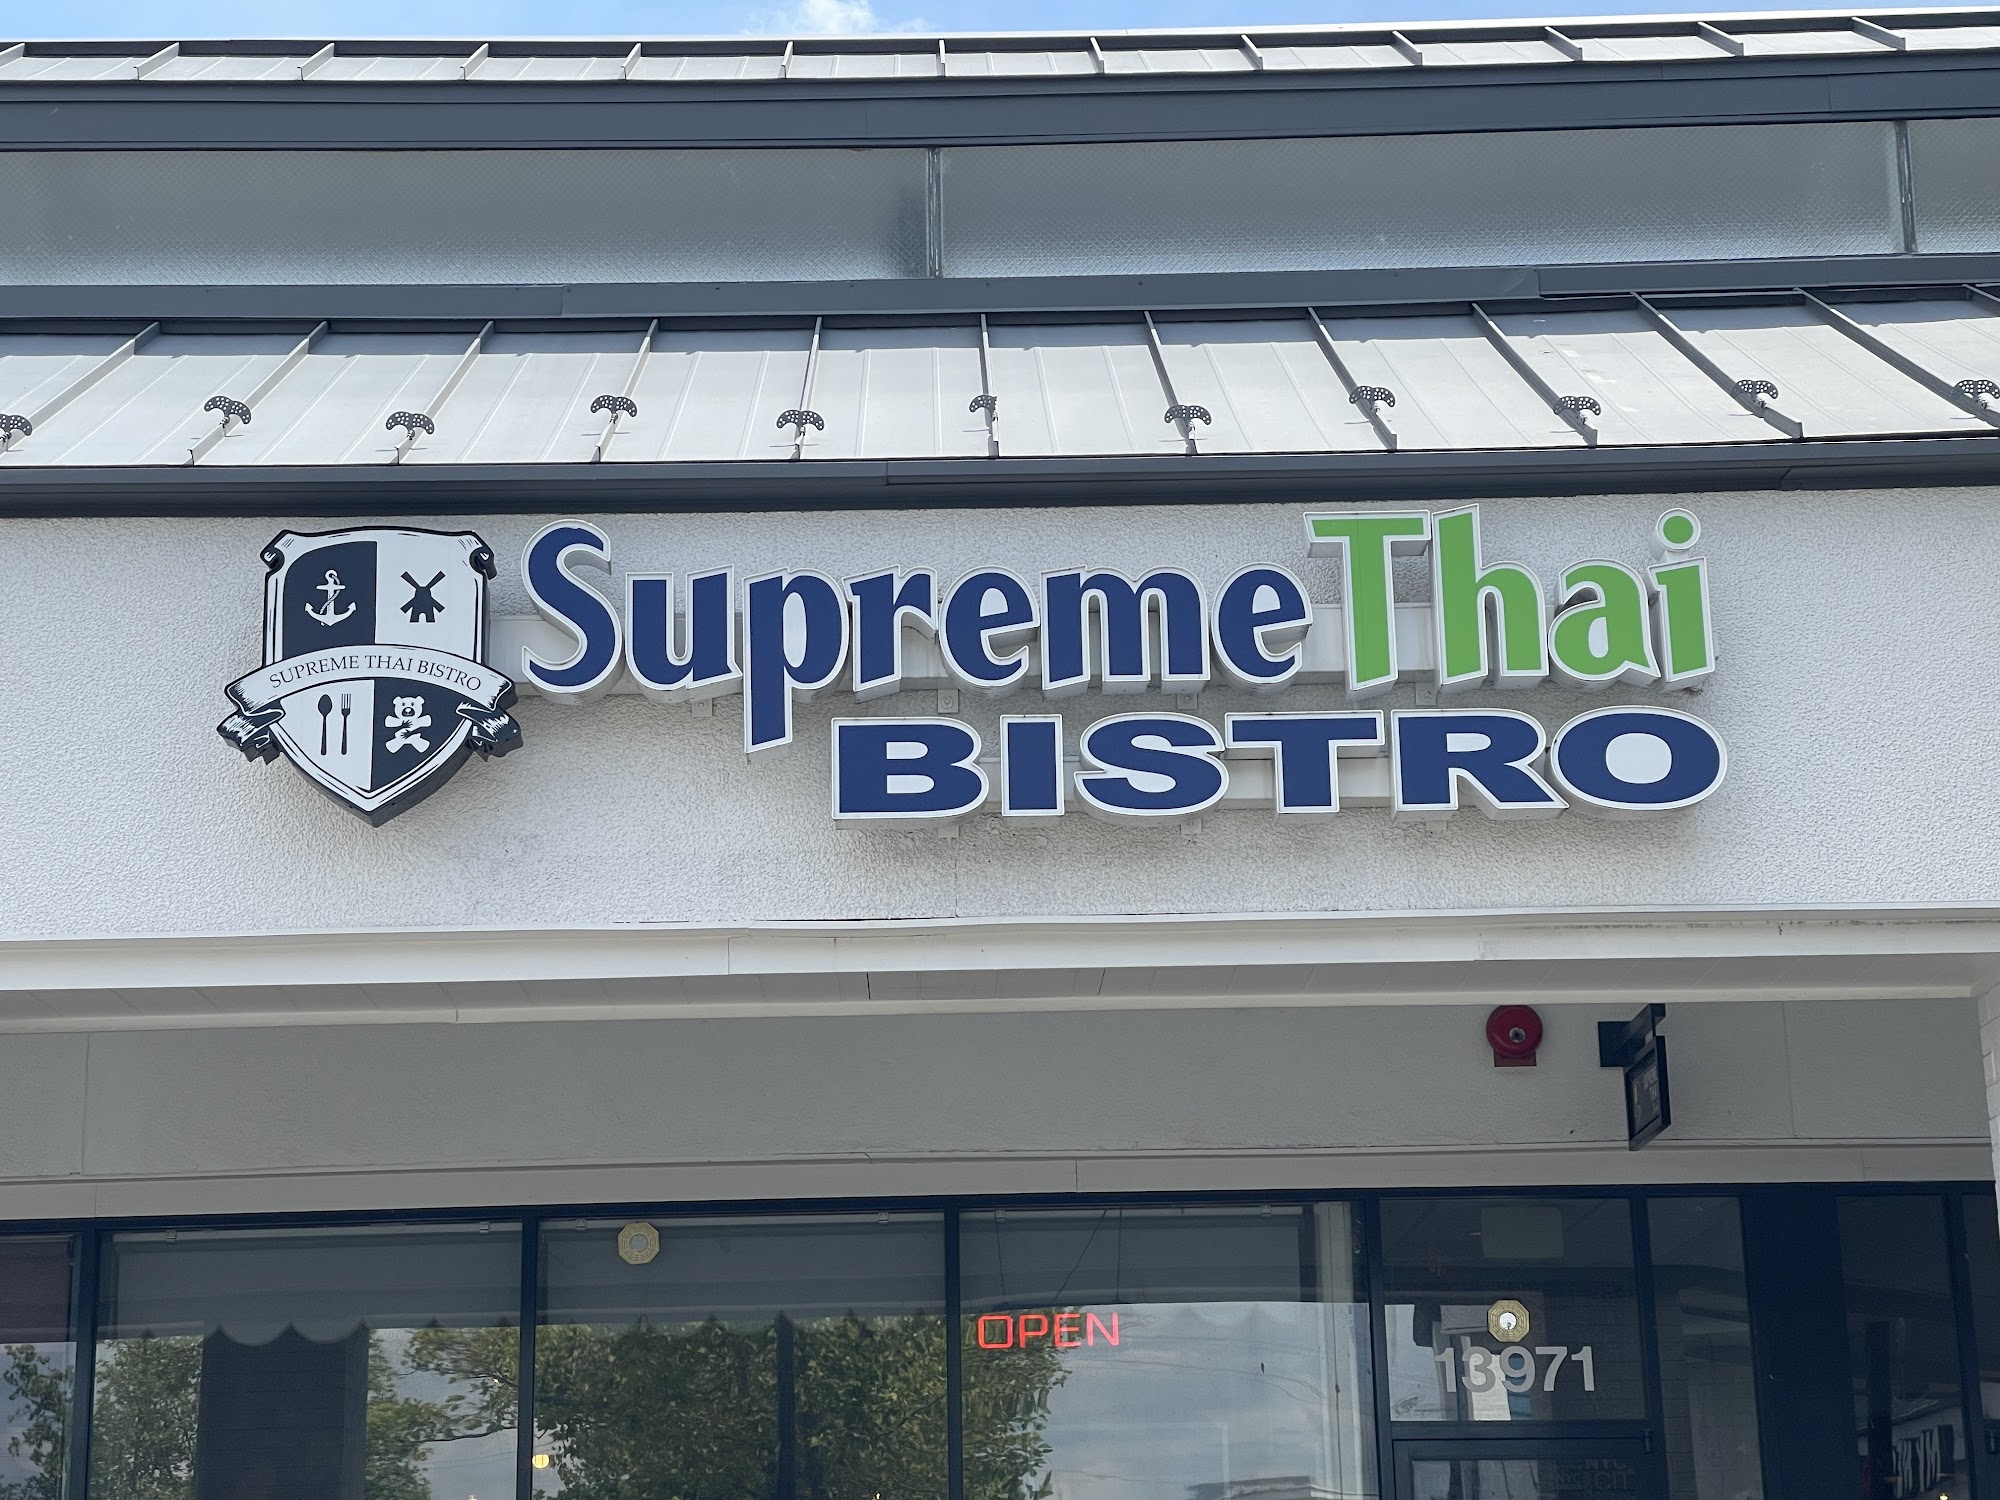 Supreme Thai
BISTRO
SUPREME THAI BISTRO
OPEN
13971